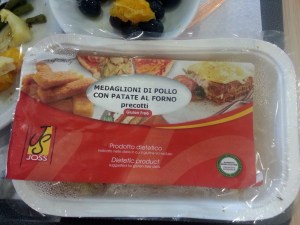 MEDAGLIONI DI POLLO
CON PATATE AL FORNO
precotti
Gluten Free
JOSS
Prodotto dietetico
Dietetic product